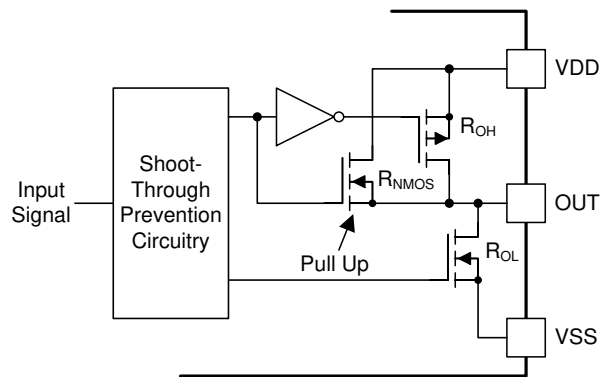 VDD
R_OH
Shoot-
Through
Prevention
Circuitry
R_NMOS
Input
Signal
OUT
Pull Up
R_OL
VSS